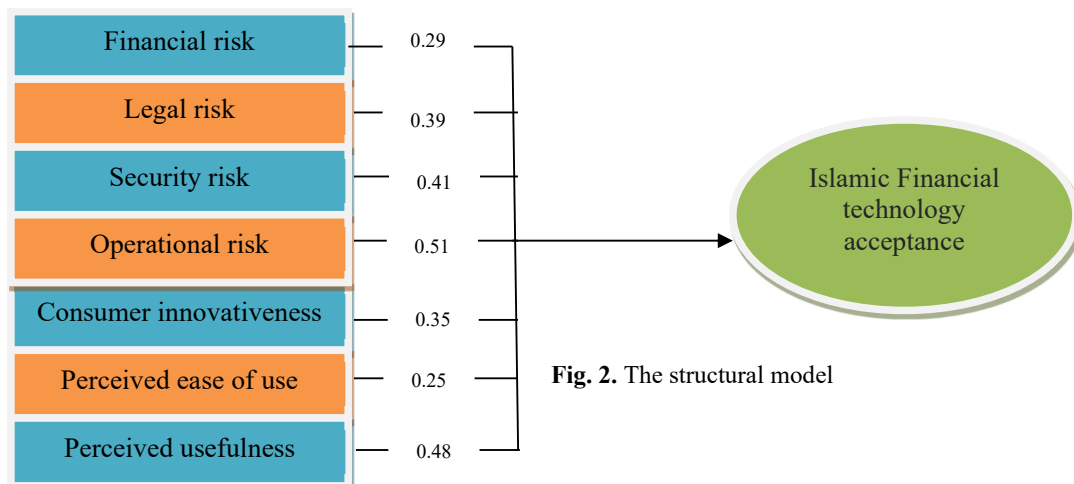 Financial risk
0.29
Legal risk
0.39
Security risk
0.41
Operational risk
0.51
Consumer innovativeness
0.35
Perceived ease of use
0.25
Perceived usefulness
0.48
Islamic Financial
technology
acceptance
Fig. 2. The structural model